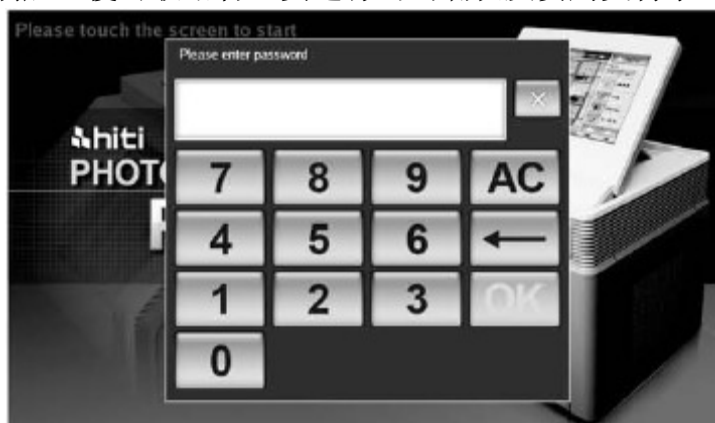 Please touch the screen to start
Please enter password
×
hiti
PHOT
7 8 9 AC
4 5 6 ←
1 2 3 OK
0